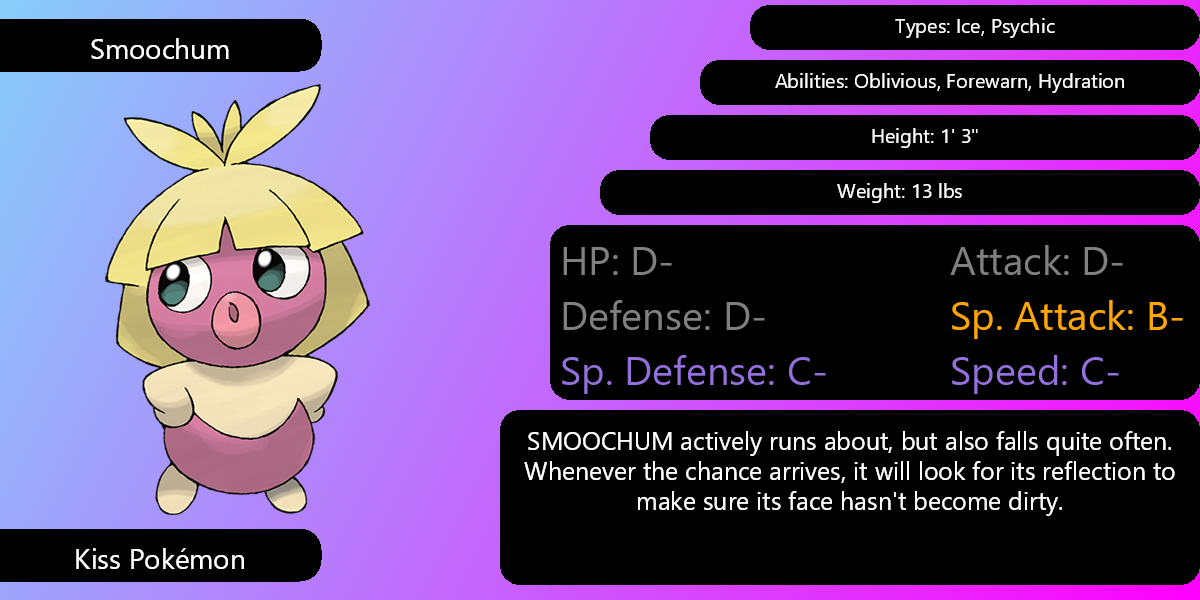 Smoochum
Types: Ice, Psychic
Abilities: Oblivious, Forewarn, Hydration
Height: 1' 3"
Weight: 13 lbs
HP: D-
Attack: D-
Defense: D-
Sp. Attack: B-
Sp. Defense: C-
Speed: C-
SMOOCHUM actively runs about, but also falls quite often.
Whenever the chance arrives, it will look for its reflection to
make sure its face hasn't become dirty.
Kiss Pokémon